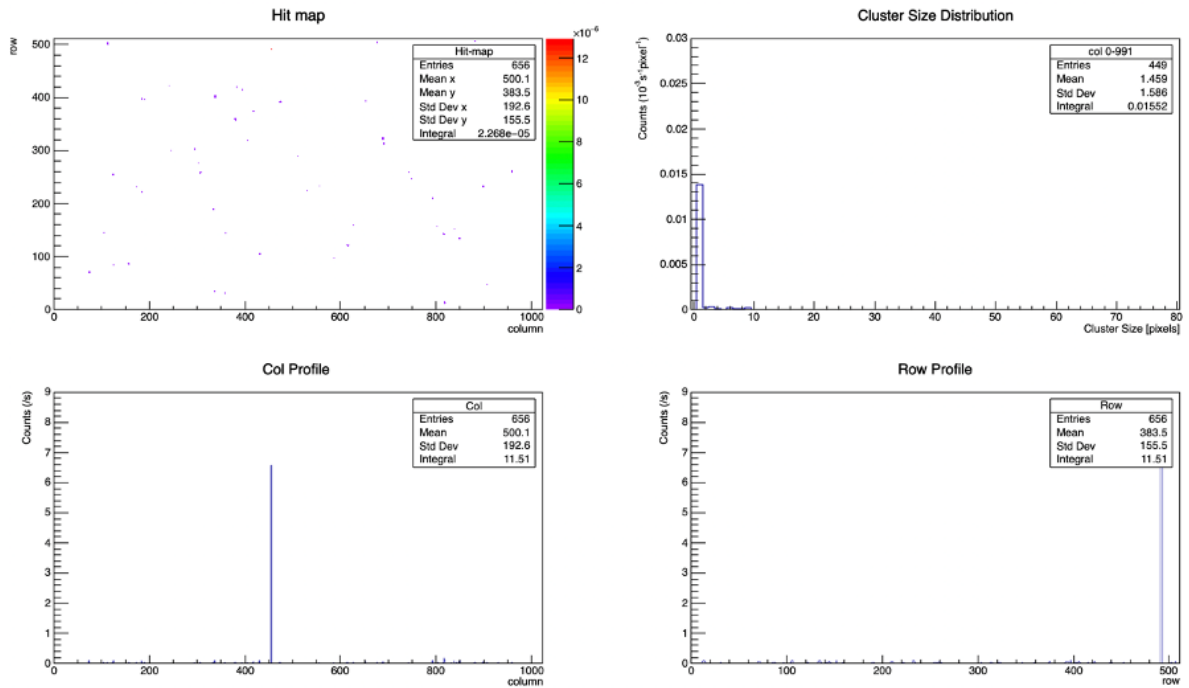 Hit map
row
500
400
300
200
100
0
0 200 400 600 800 1000
column
Hit-map
Entries 656
Mean x 500.1
Mean y 383.5
Std Dev x 192.6
Std Dev y 155.5
Integral 2.268e−05
×10⁻⁶
12
10
8
6
4
2
0
Cluster Size Distribution
Counts (10⁻³s⁻¹pixel⁻¹)
0.03
0.025
0.02
0.015
0.01
0.005
0
0 10 20 30 40 50 60 70 80
Cluster Size [pixels]
col 0-991
Entries 449
Mean 1.459
Std Dev 1.586
Integral 0.01552
Col Profile
Counts (/s)
9
8
7
6
5
4
3
2
1
0
0 200 400 600 800 1000
column
Col
Entries 656
Mean 500.1
Std Dev 192.6
Integral 11.51
Row Profile
Counts (/s)
9
8
7
6
5
4
3
2
1
0
0 100 200 300 400 500
row
Row
Entries 656
Mean 383.5
Std Dev 155.5
Integral 11.51